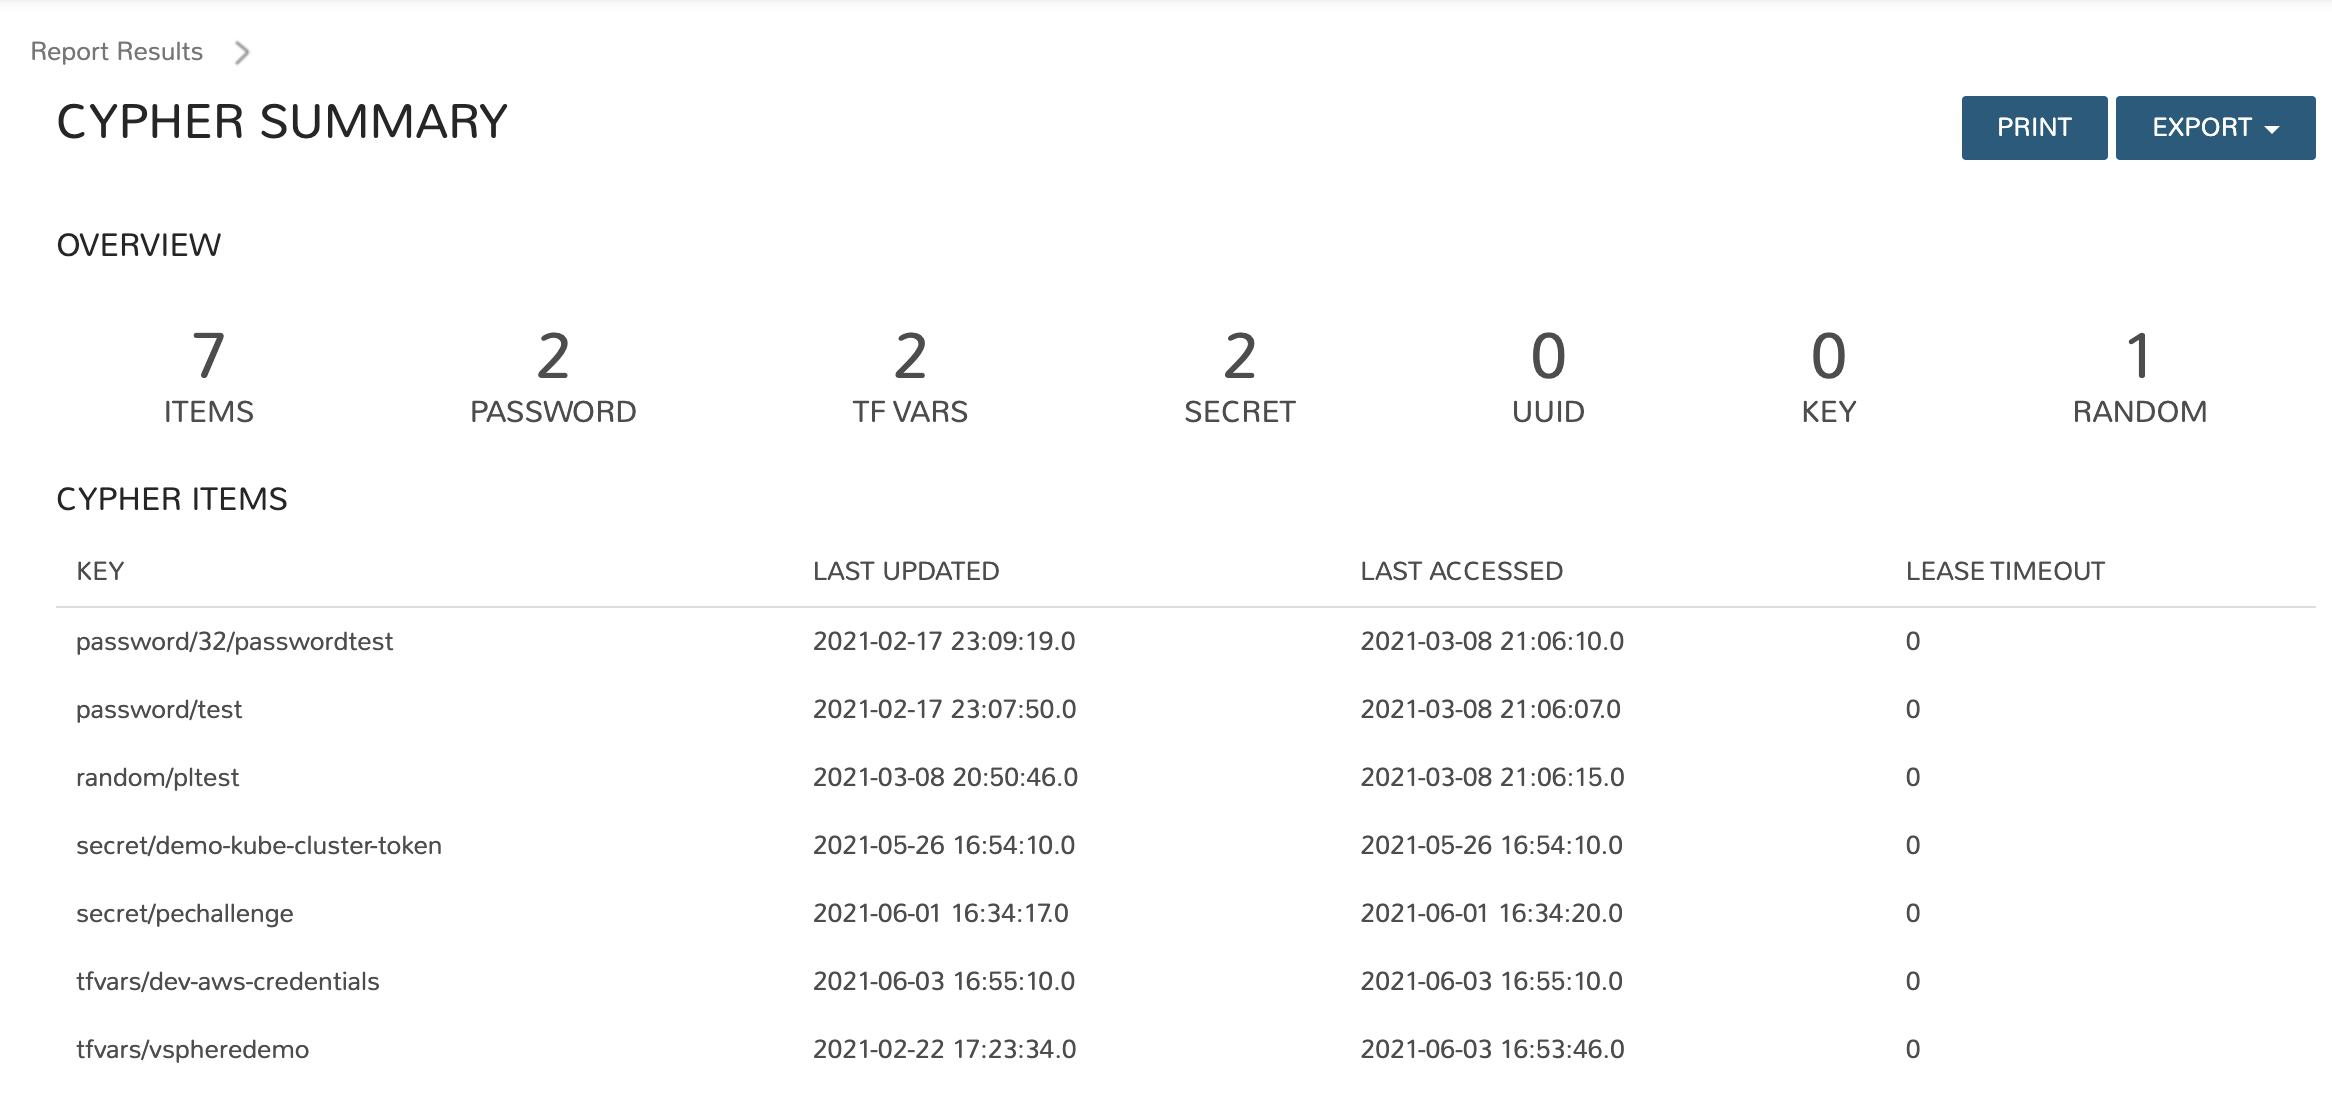 Report Results
CYPHER SUMMARY
PRINT EXPORT
OVERVIEW
7 2 2 2 0 0 1
ITEMS PASSWORD TF VARS SECRET UUID KEY RANDOM
CYPHER ITEMS
KEY LAST UPDATED LAST ACCESSED LEASE TIMEOUT
password/32/passwordtest 2021-02-17 23:09:19.0 2021-03-08 21:06:10.0 0
password/test 2021-02-17 23:07:50.0 2021-03-08 21:06:07.0 0
random/pltest 2021-03-08 20:50:46.0 2021-03-08 21:06:15.0 0
secret/demo-kube-cluster-token 2021-05-26 16:54:10.0 2021-05-26 16:54:10.0 0
secret/pechallenge 2021-06-01 16:34:17.0 2021-06-01 16:34:20.0 0
tfvars/dev-aws-credentials 2021-06-03 16:55:10.0 2021-06-03 16:55:10.0 0
tfvars/vspheredemo 2021-02-22 17:23:34.0 2021-06-03 16:53:46.0 0